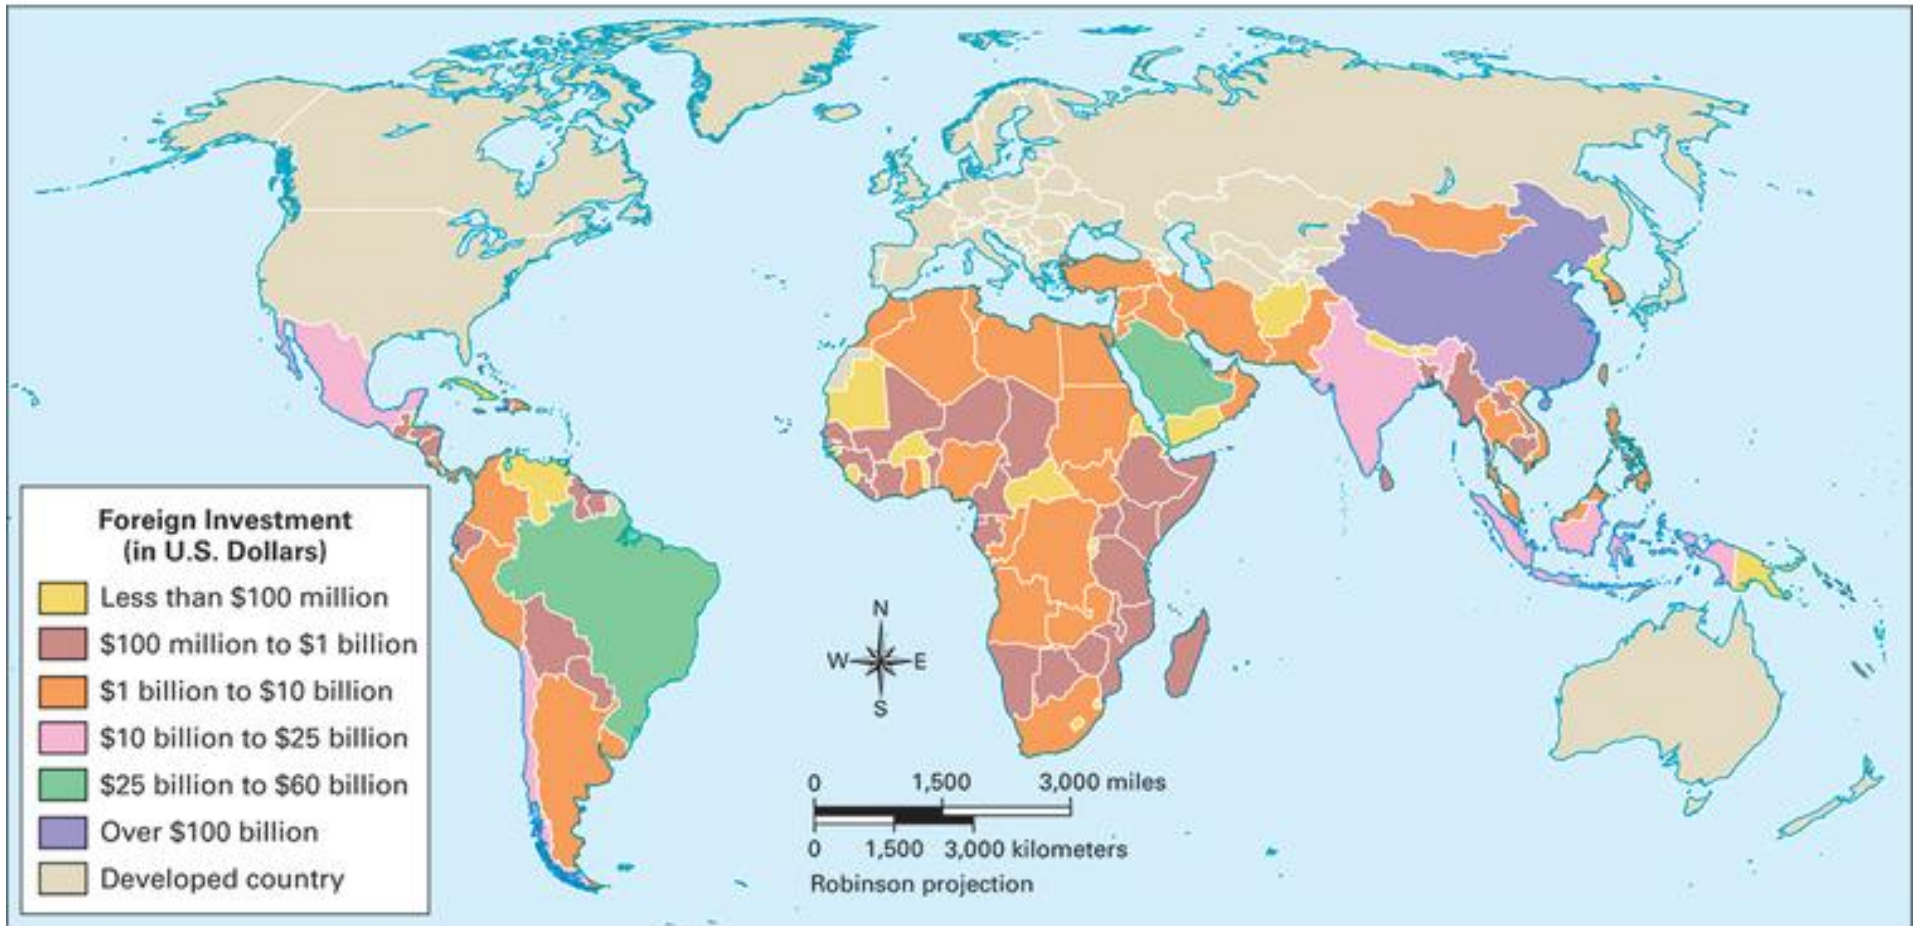 Foreign Investment
(in U.S. Dollars)
Less than $100 million
$100 million to $1 billion
$1 billion to $10 billion
$10 billion to $25 billion
$25 billion to $60 billion
Over $100 billion
Developed country
N
W E
S
0 1,500 3,000 miles
0 1,500 3,000 kilometers
Robinson projection